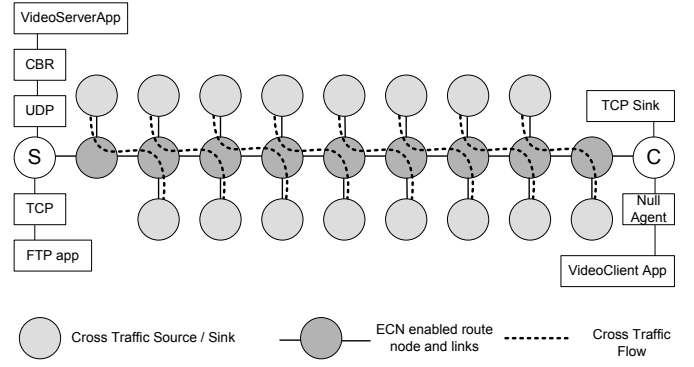 VideoServerApp
CBR
UDP
TCP Sink
S
C
TCP
Null
Agent
FTP app
VideoClient App
Cross Traffic Source / Sink
ECN enabled route
node and links
Cross Traffic
Flow